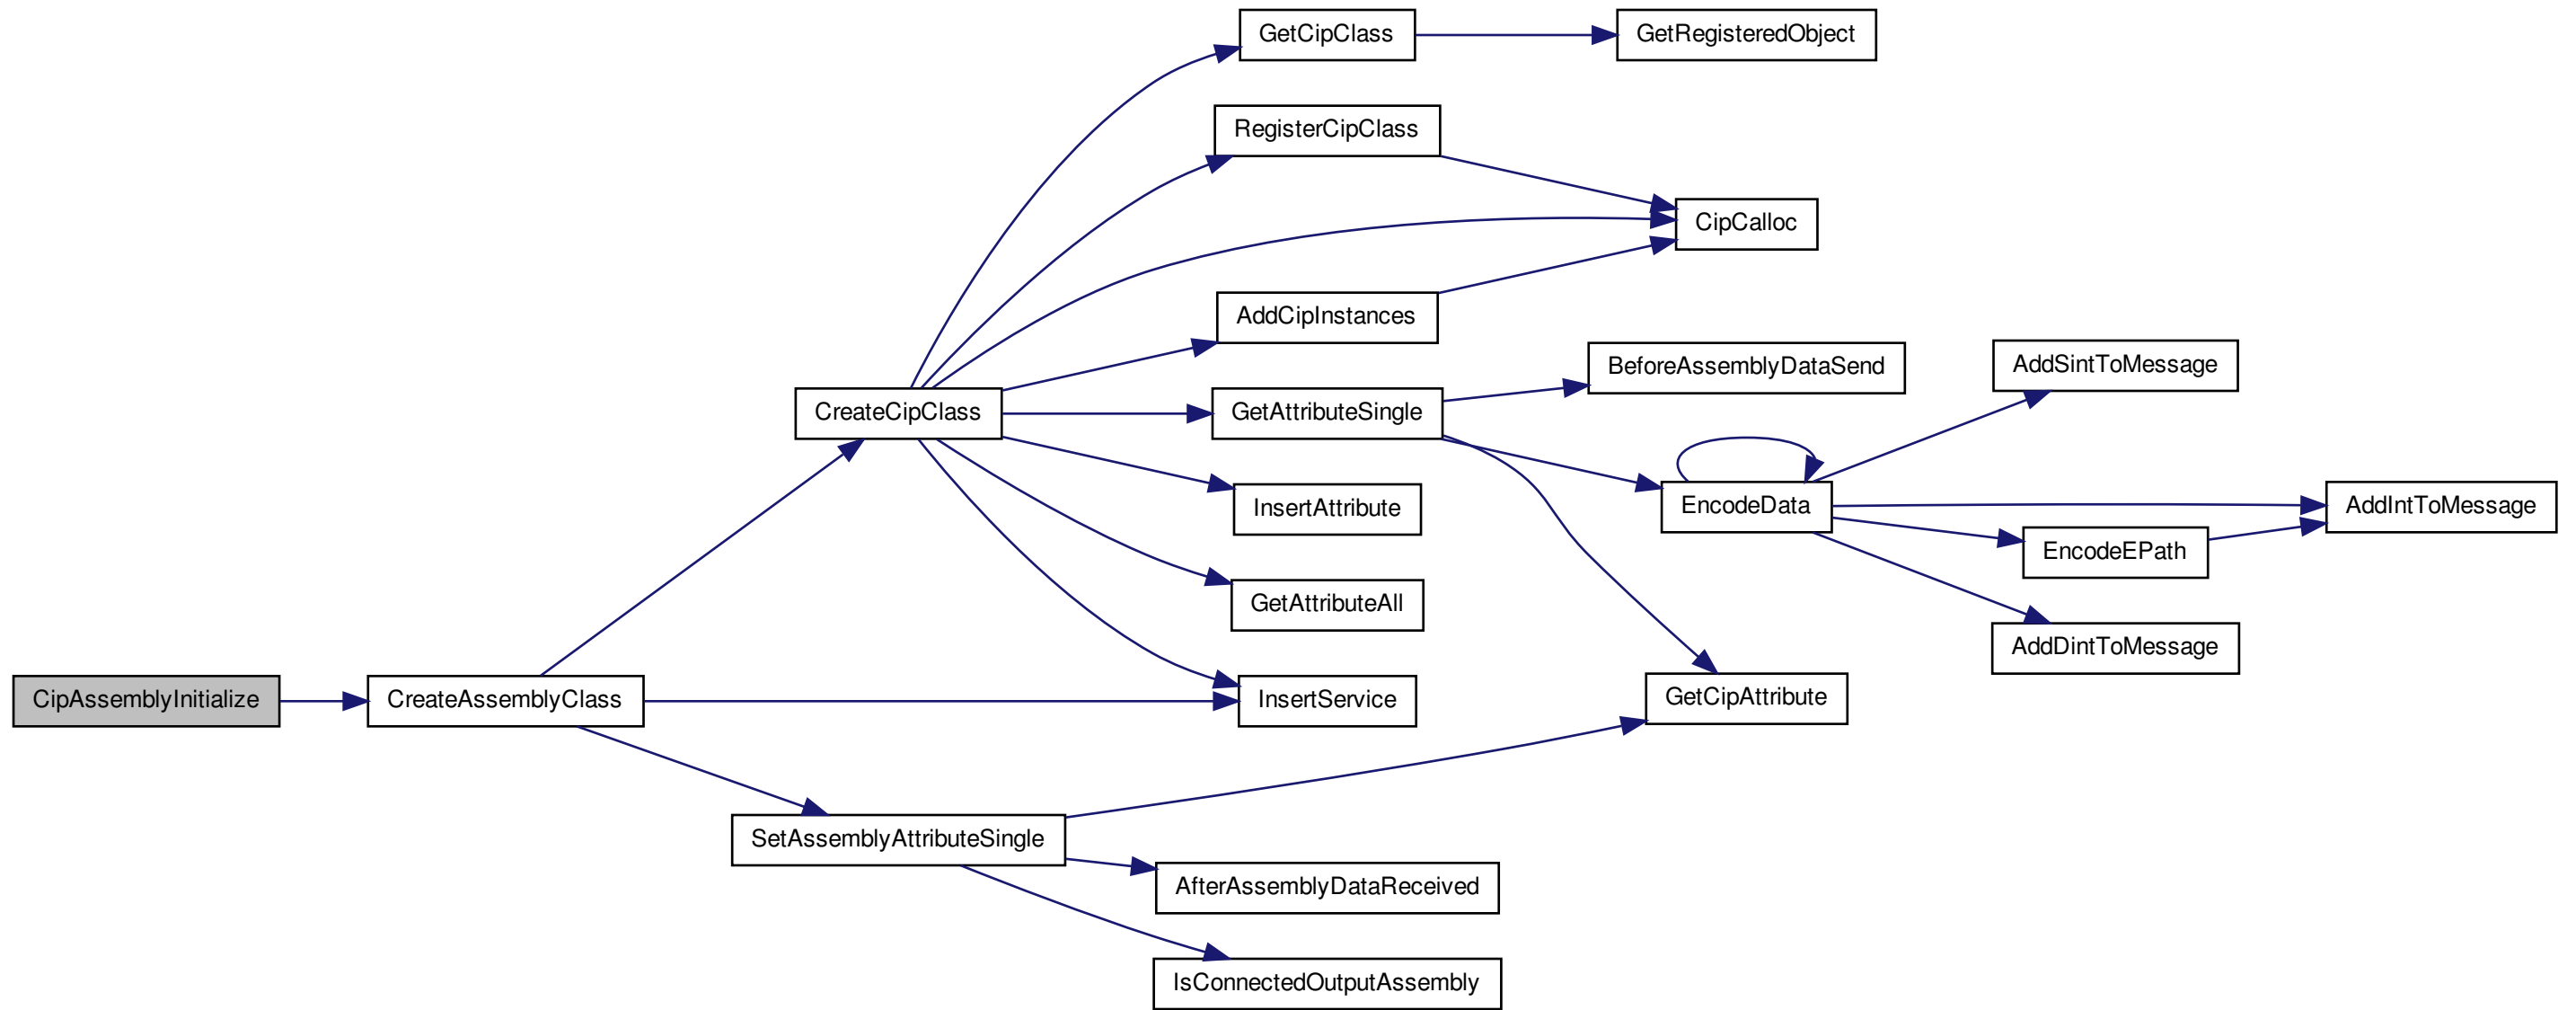 GetCipClass
GetRegisteredObject
RegisterCipClass
CipCalloc
AddCipInstances
BeforeAssemblyDataSend
AddSintToMessage
CreateCipClass
GetAttributeSingle
InsertAttribute
EncodeData
AddIntToMessage
EncodeEPath
GetAttributeAll
AddDintToMessage
CipAssemblyInitialize
CreateAssemblyClass
InsertService
GetCipAttribute
SetAssemblyAttributeSingle
AfterAssemblyDataReceived
IsConnectedOutputAssembly